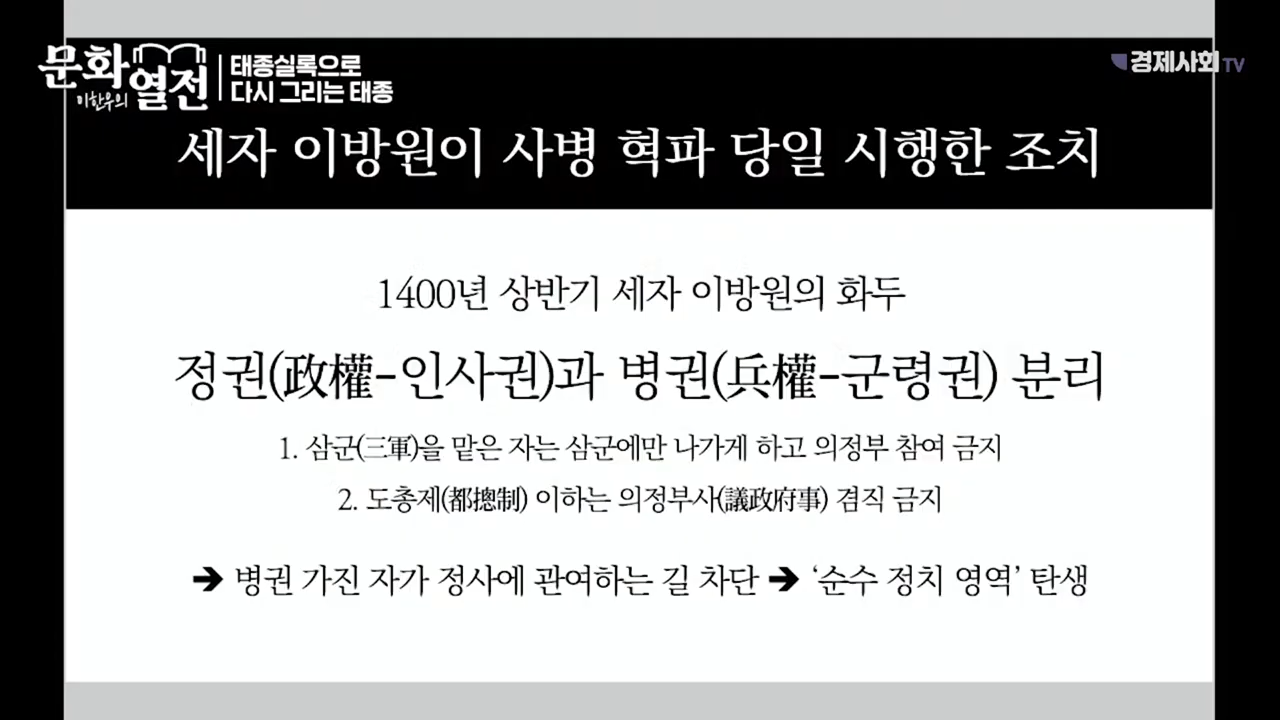 문화
이한우의 열전
태종실록으로
다시 그리는 태종
경제사회TV
세자 이방원이 사병 혁파 당일 시행한 조치
1400년 상반기 세자 이방원의 화두
정권(政權-인사권)과 병권(兵權-군령권) 분리
1. 삼군(三軍)을 맡은 자는 삼군에만 나가게 하고 의정부 참여 금지
2. 도총제(都摠制) 이하는 의정부사(議政府事) 겸직 금지
➔ 병권 가진 자가 정사에 관여하는 길 차단 ➔ ‘순수 정치 영역’ 탄생